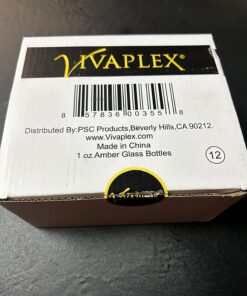 VIVAPLEX®
8 57836 00355 8
Distributed By:PSC Products,Beverly Hills,CA 90212.
www.Vivaplex.com
Made in China
1 oz Amber Glass Bottles
12